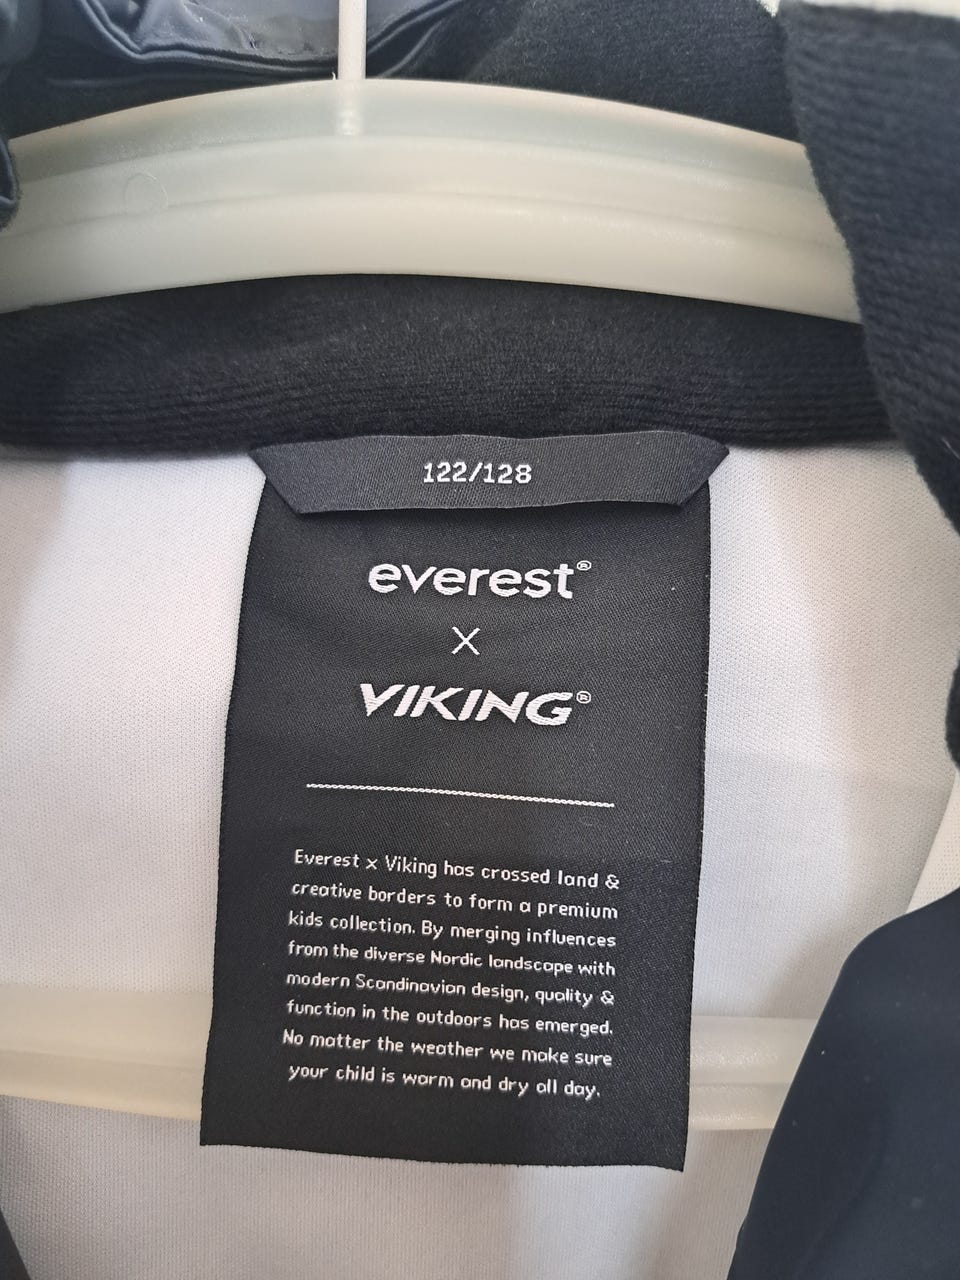 122/128
everest®
X
VIKING®
Everest x Viking has crossed land &
creative borders to form a premium
kids collection. By merging influences
from the diverse Nordic landscape with
modern Scandinavian design, quality &
function in the outdoors has emerged.
No matter the weather we make sure
your child is warm and dry all day.